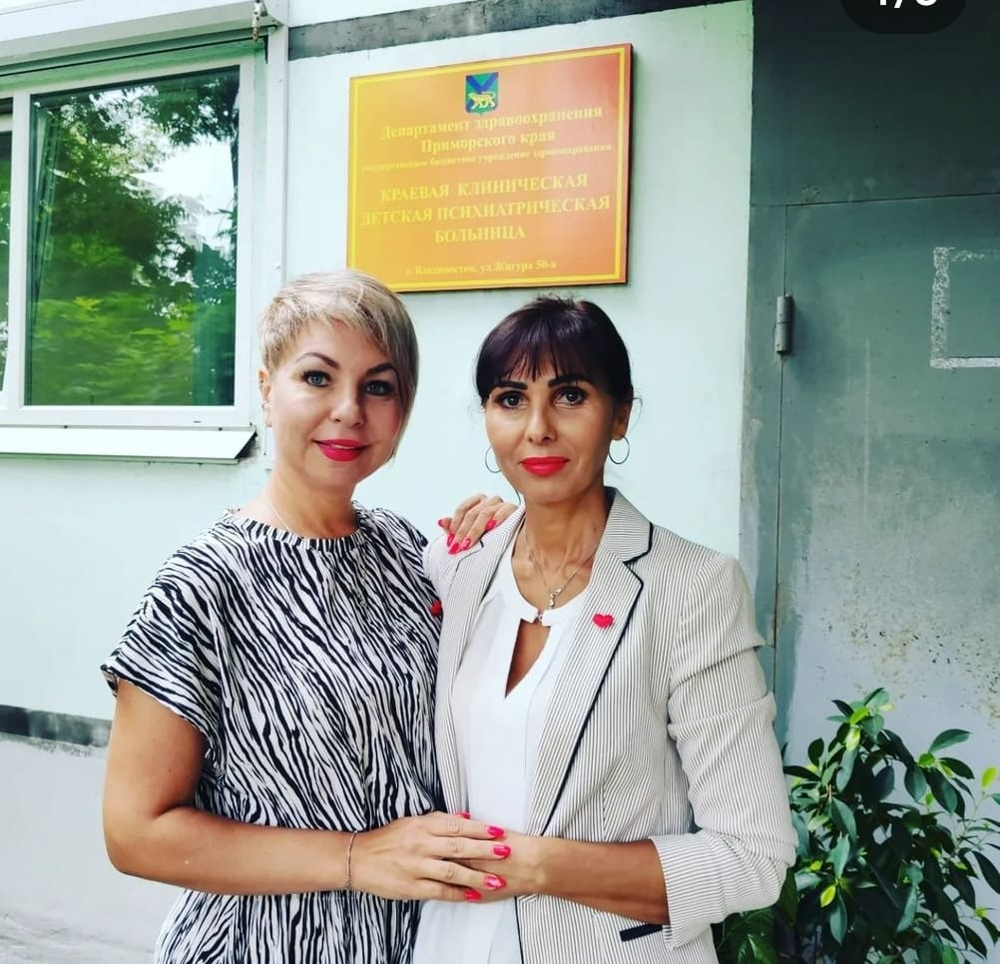 Департамент здравоохранения
Приморского края
государственное бюджетное учреждение здравоохранения
КРАЕВАЯ КЛИНИЧЕСКАЯ
ДЕТСКАЯ ПСИХИАТРИЧЕСКАЯ
БОЛЬНИЦА
г. Владивосток, ул.Жигура 50-а